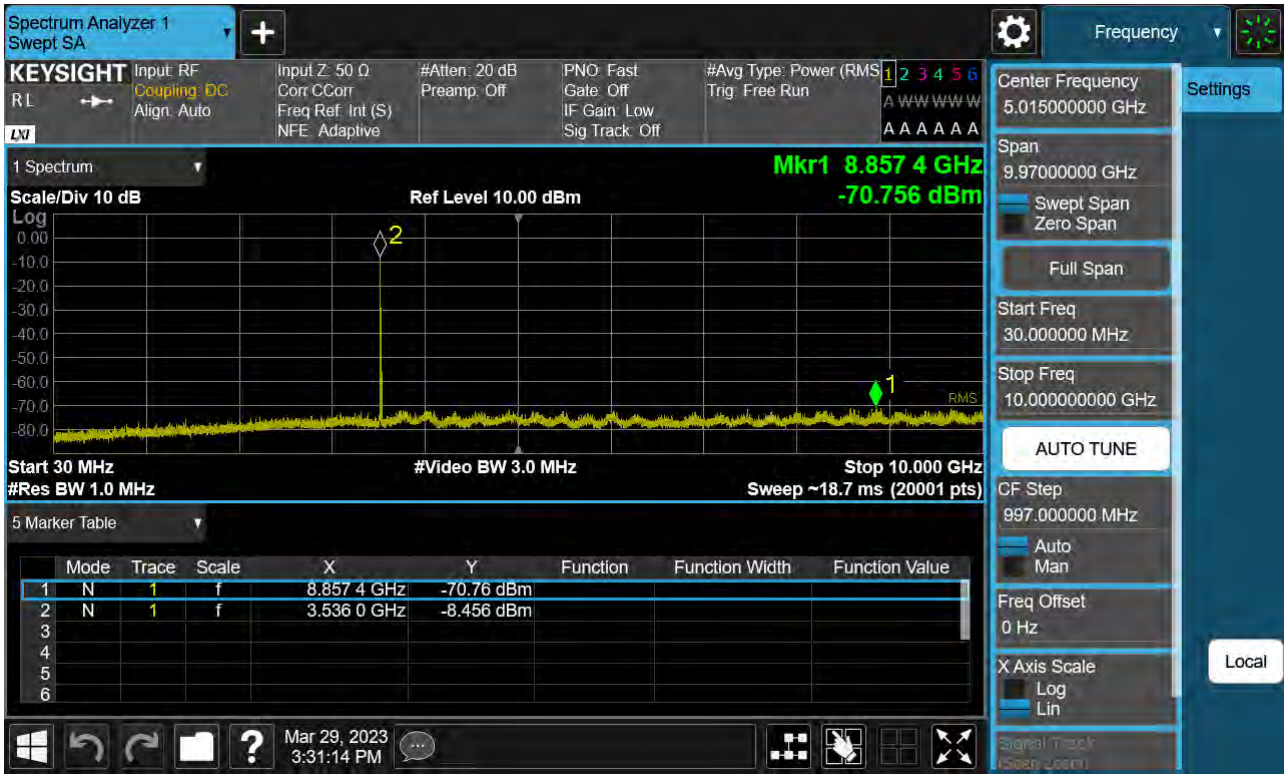 Spectrum Analyzer 1
Swept SA
+
Frequency
KEYSIGHT
RL
LXI
Input: RF
Coupling: DC
Align: Auto
Input Z: 50 Ω
Corr CCorr
Freq Ref: Int (S)
NFE: Adaptive
#Atten: 20 dB
Preamp: Off
PNO: Fast
Gate: Off
IF Gain: Low
Sig Track: Off
#Avg Type: Power (RMS
Trig: Free Run
1 2 3 4 5 6
A W W W W W
A A A A A A
1 Spectrum
Scale/Div 10 dB
Ref Level 10.00 dBm
Mkr1 8.857 4 GHz
-70.756 dBm
Log
0.00
-10.0
-20.0
-30.0
-40.0
-50.0
-60.0
-70.0
-80.0
2
1
RMS
Start 30 MHz
#Video BW 3.0 MHz
Stop 10.000 GHz
#Res BW 1.0 MHz
Sweep ~18.7 ms (20001 pts)
5 Marker Table
Mode Trace Scale X Y Function Function Width Function Value
1 N 1 f 8.857 4 GHz -70.76 dBm
2 N 1 f 3.536 0 GHz -8.456 dBm
3
4
5
6
?
Mar 29, 2023
3:31:14 PM
Center Frequency
5.015000000 GHz
Span
9.97000000 GHz
Swept Span
Zero Span
Full Span
Start Freq
30.000000 MHz
Stop Freq
10.000000000 GHz
AUTO TUNE
CF Step
997.000000 MHz
Auto
Man
Freq Offset
0 Hz
X Axis Scale
Log
Lin
Signal Track
(Span Zoom)
Settings
Local